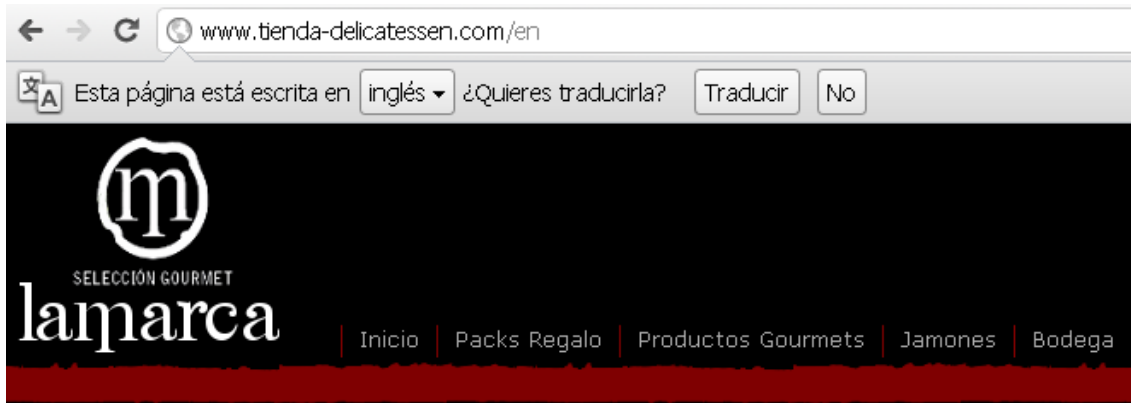 www.tienda-delicatessen.com/en
Esta página está escrita en inglés ¿Quieres traducirla? Traducir No
m
SELECCIÓN GOURMET
lamarca
Inicio Packs Regalo Productos Gourmets Jamones Bodega